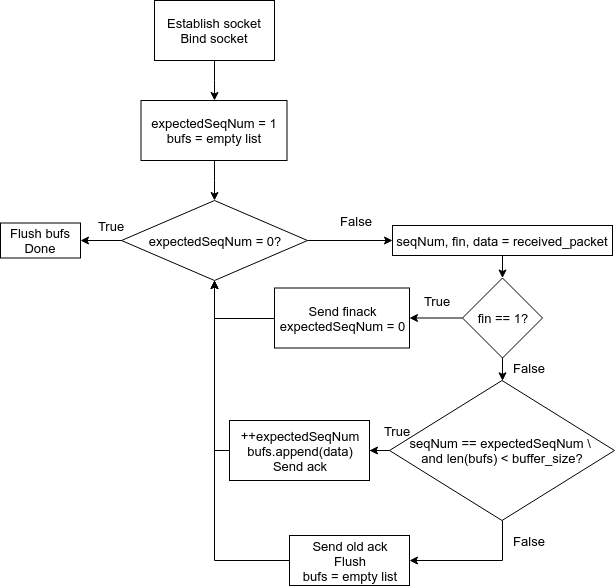 Establish socket
Bind socket
expectedSeqNum = 1
bufs = empty list
True
False
Flush bufs
Done
expectedSeqNum = 0?
seqNum, fin, data = received_packet
Send finack
expectedSeqNum = 0
True
fin == 1?
False
++expectedSeqNum
bufs.append(data)
Send ack
True
seqNum == expectedSeqNum \
and len(bufs) < buffer_size?
False
Send old ack
Flush
bufs = empty list